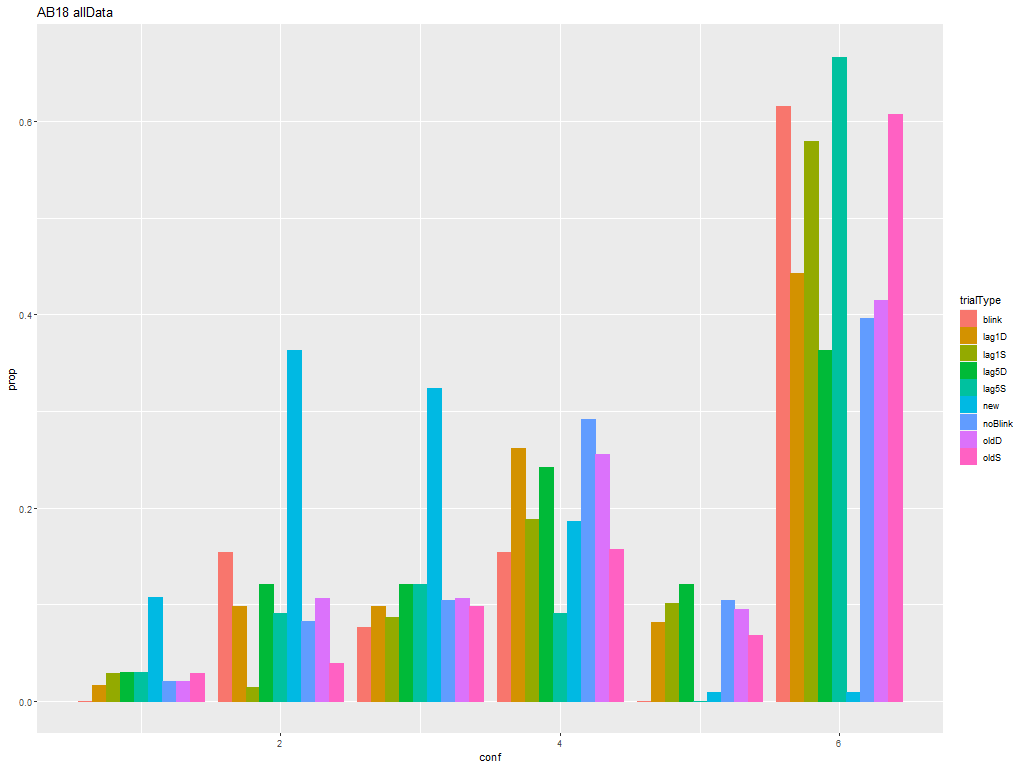 AB18 allData
prop
0.6
0.4
0.2
0.0
2
4
6
conf
trialType
blink
lag1D
lag1S
lag5D
lag5S
new
noBlink
oldD
oldS